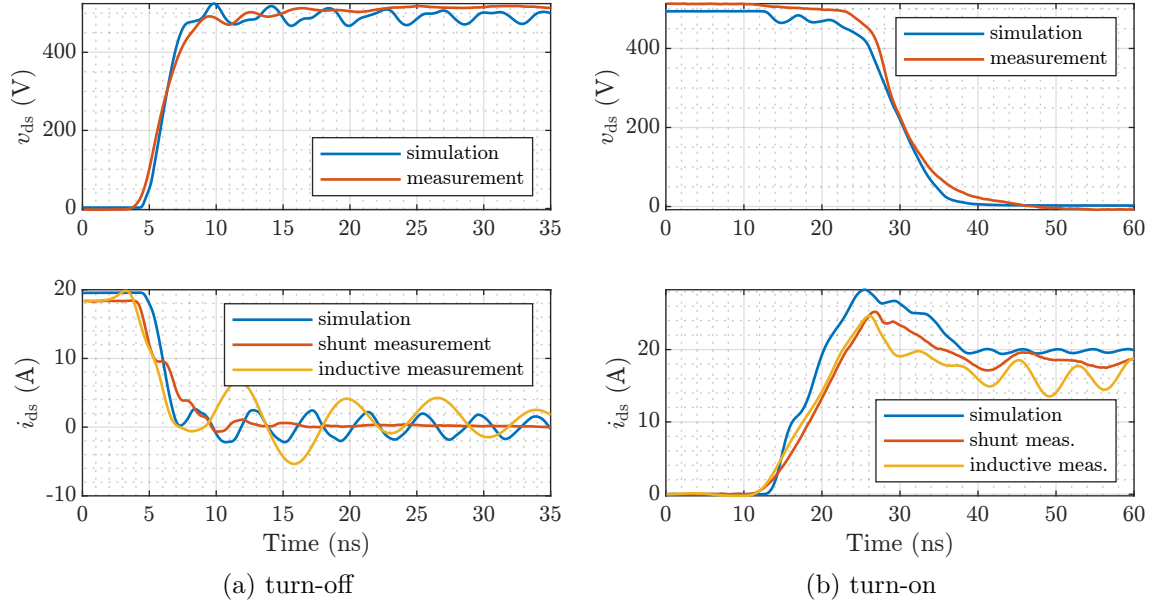 400
200
0
v_ds (V)
0 5 10 15 20 25 30 35
simulation
measurement
400
200
0
v_ds (V)
0 10 20 30 40 50 60
simulation
measurement
20
10
0
-10
i_ds (A)
0 5 10 15 20 25 30 35
Time (ns)
simulation
shunt measurement
inductive measurement
(a) turn-off
20
10
0
i_ds (A)
0 10 20 30 40 50 60
Time (ns)
simulation
shunt meas.
inductive meas.
(b) turn-on